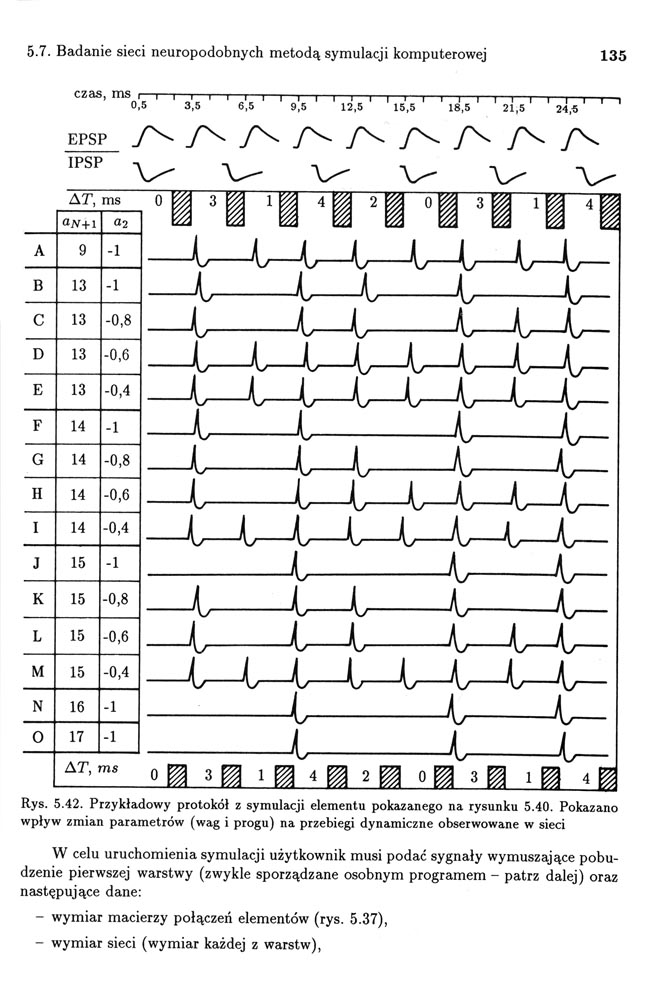 5.7. Badanie sieci neuropodobnych metodą symulacji komputerowej 135
czas, ms
0,5 3,5 6,5 9,5 12,5 15,5 18,5 21,5 24,5
EPSP
IPSP
ΔT, ms 0 3 1 4 2 0 3 1 4
aN+1 a2
A 9 -1
B 13 -1
C 13 -0,8
D 13 -0,6
E 13 -0,4
F 14 -1
G 14 -0,8
H 14 -0,6
I 14 -0,4
J 15 -1
K 15 -0,8
L 15 -0,6
M 15 -0,4
N 16 -1
O 17 -1
ΔT, ms 0 3 1 4 2 0 3 1 4
Rys. 5.42. Przykładowy protokół z symulacji elementu pokazanego na rysunku 5.40. Pokazano
wpływ zmian parametrów (wag i progu) na przebiegi dynamiczne obserwowane w sieci
W celu uruchomienia symulacji użytkownik musi podać sygnały wymuszające pobu-
dzenie pierwszej warstwy (zwykle sporządzane osobnym programem – patrz dalej) oraz
następujące dane:
– wymiar macierzy połączeń elementów (rys. 5.37),
– wymiar sieci (wymiar każdej z warstw),